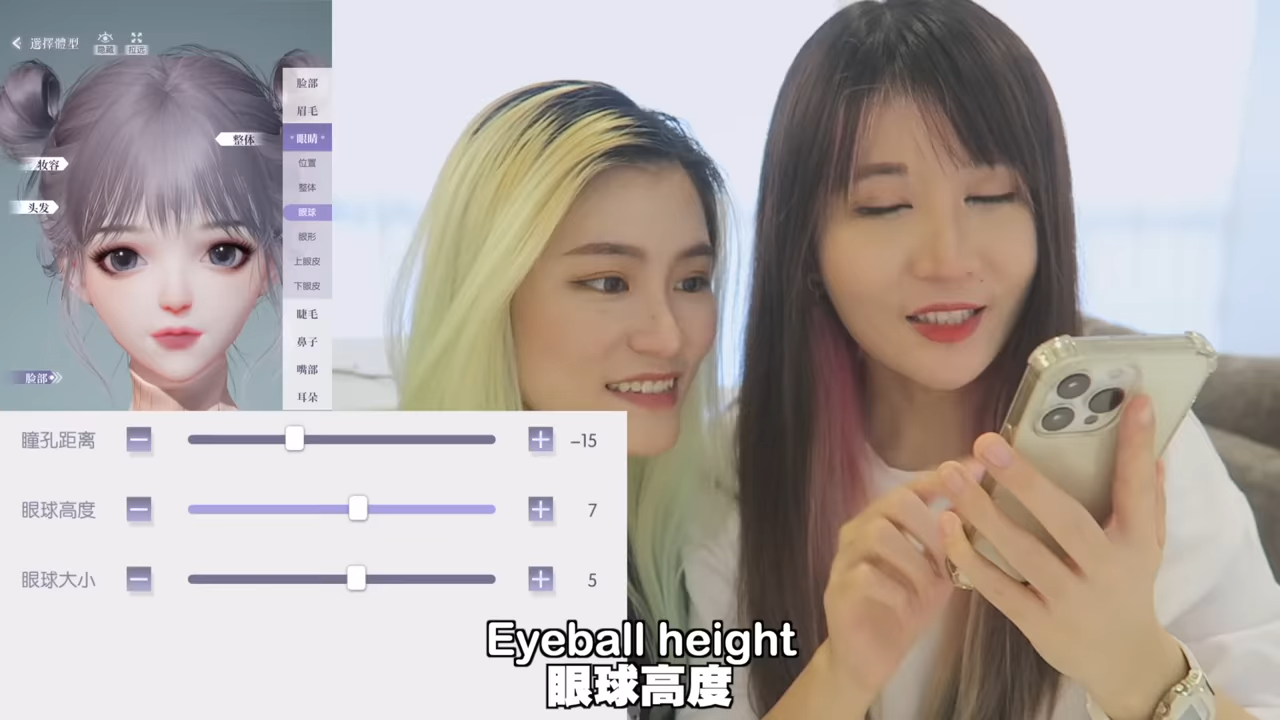 選擇體型
隐藏
拉远
脸部
眉毛
整体
眼睛
妆容
位置
整体
头发
眼球
眼形
上眼皮
下眼皮
睫毛
鼻子
嘴部
脸部
耳朵
瞳孔距离 -15
眼球高度 7
眼球大小 5
Eyeball height
眼球高度